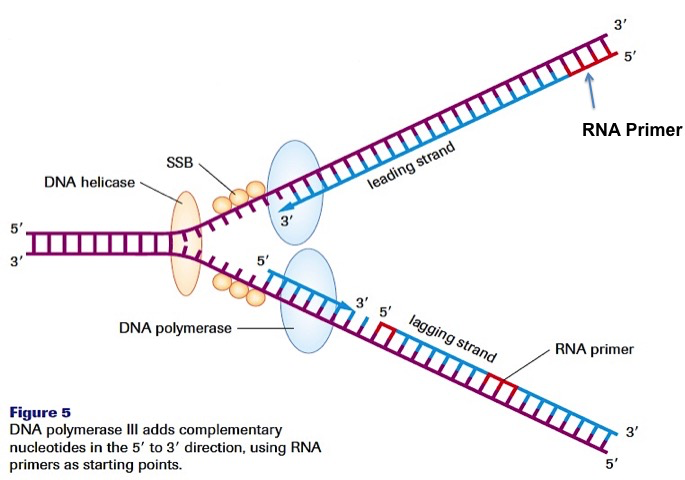 3′
5′
RNA Primer
SSB
leading strand
DNA helicase
3′
5′
3′
5′
3′
5′
DNA polymerase
lagging strand
RNA primer
3′
5′
Figure 5
DNA polymerase III adds complementary
nucleotides in the 5′ to 3′ direction, using RNA
primers as starting points.